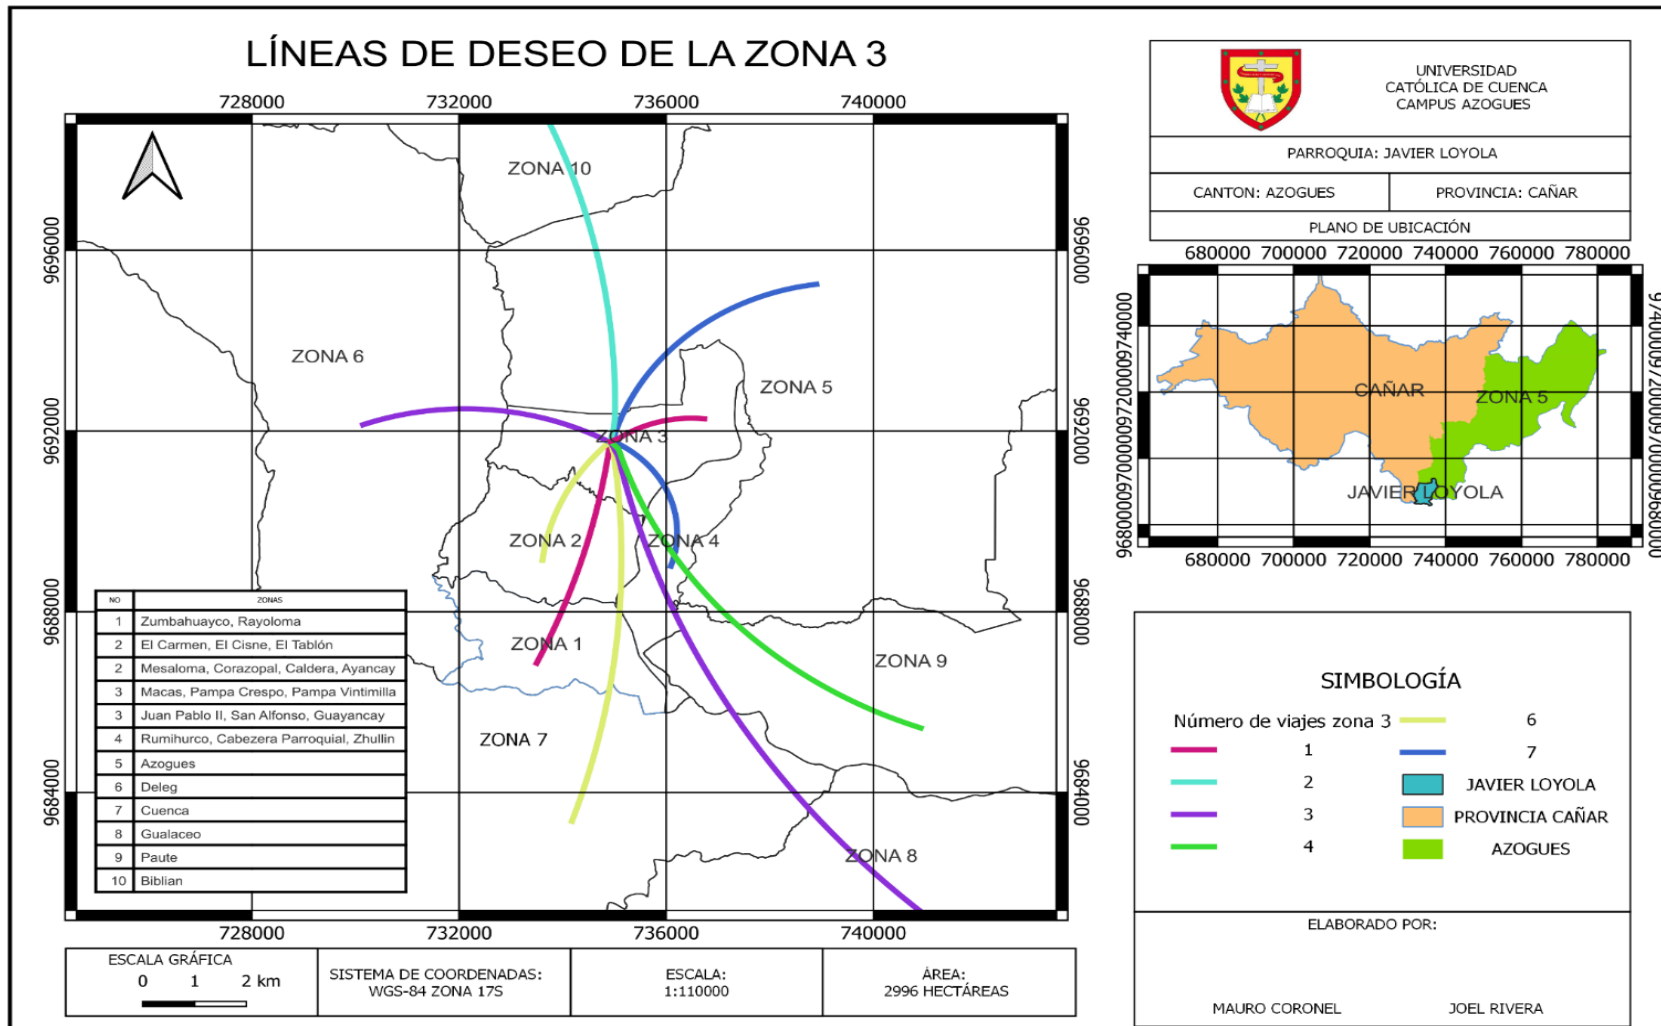 LÍNEAS DE DESEO DE LA ZONA 3
728000 732000 736000 740000
9696000 9692000 9688000 9684000
9696000 9692000 9688000 9684000
ZONA 10
ZONA 6
ZONA 5
ZONA 3
ZONA 2
ZONA 4
ZONA 1
ZONA 9
ZONA 7
ZONA 8
NO ZONAS
1 Zumbahuayco, Rayoloma
2 El Carmen, El Cisne, El Tablón
2 Mesaloma, Corazopal, Caldera, Ayancay
3 Macas, Pampa Crespo, Pampa Vintimilla
3 Juan Pablo II, San Alfonso, Guayancay
4 Rumihurco, Cabezera Parroquial, Zhullin
5 Azogues
6 Deleg
7 Cuenca
8 Gualaceo
9 Paute
10 Biblian
728000 732000 736000 740000
ESCALA GRÁFICA
0 1 2 km
SISTEMA DE COORDENADAS:
WGS-84 ZONA 17S
ESCALA:
1:110000
ÁREA:
2996 HECTÁREAS
UNIVERSIDAD
CATÓLICA DE CUENCA
CAMPUS AZOGUES
PARROQUIA: JAVIER LOYOLA
CANTON: AZOGUES PROVINCIA: CAÑAR
PLANO DE UBICACIÓN
680000 700000 720000 740000 760000 780000
9680000 9700000 9720000 9740000
9740000 9720000 9700000 9680000
CAÑAR
ZONA 5
JAVIER LOYOLA
680000 700000 720000 740000 760000 780000
SIMBOLOGÍA
Número de viajes zona 3
1
2
3
4
6
7
JAVIER LOYOLA
PROVINCIA CAÑAR
AZOGUES
ELABORADO POR:
MAURO CORONEL JOEL RIVERA